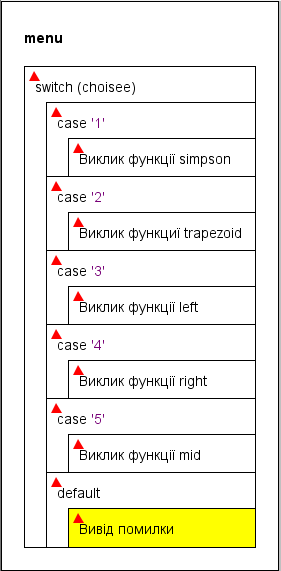 menu
switch (choisee)
case '1'
Виклик функції simpson
case '2'
Виклик функциї trapezoid
case '3'
Виклик функції left
case '4'
Виклик функції right
case '5'
Виклик функції mid
default
Вивід помилки